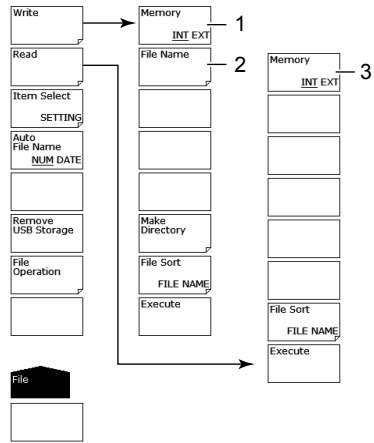 Write
Read
Item Select
SETTING
Auto
File Name
NUM DATE
Remove
USB Storage
File
Operation
File
Memory
INT EXT
1
File Name
2
Make
Directory
File Sort
FILE NAME
Execute
Memory
INT EXT
3
File Sort
FILE NAME
Execute